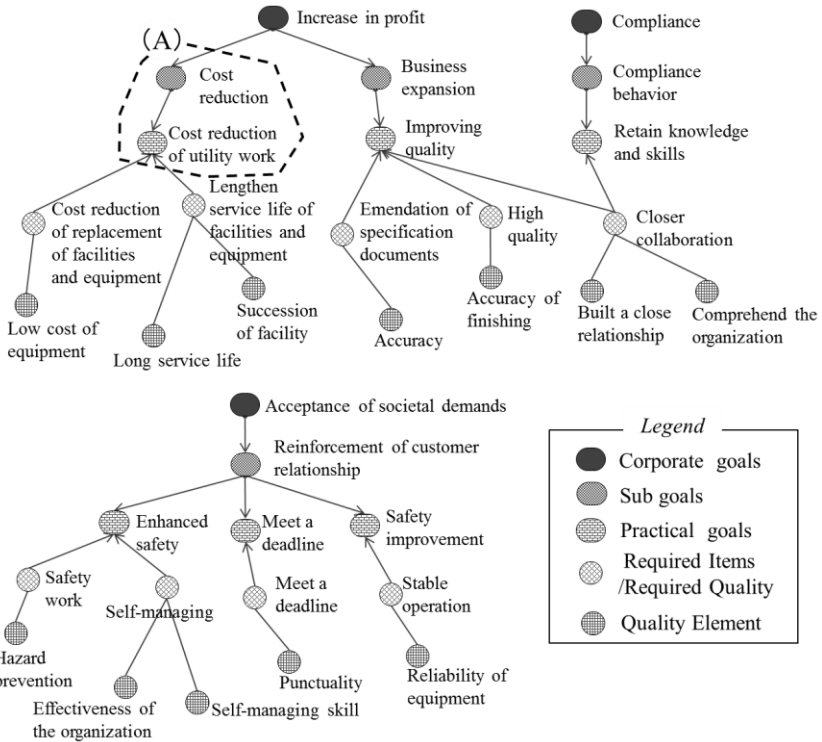 Increase in profit
Compliance
(A)
Cost
reduction
Business
expansion
Compliance
behavior
Cost reduction
of utility work
Improving
quality
Retain knowledge
and skills
Cost reduction
of replacement
of facilities
and equipment
Lengthen
service life of
facilities and
equipment
Emendation of
specification
documents
High
quality
Closer
collaboration
Low cost of
equipment
Long service life
Succession
of facility
Accuracy
Accuracy of
finishing
Built a close
relationship
Comprehend the
organization
Acceptance of societal demands
Reinforcement of customer
relationship
Enhanced
safety
Meet a
deadline
Safety
improvement
Safety
work
Self-managing
Meet a
deadline
Stable
operation
Hazard
prevention
Effectiveness of
the organization
Self-managing skill
Punctuality
Reliability of
equipment
Legend
Corporate goals
Sub goals
Practical goals
Required Items
/Required Quality
Quality Element